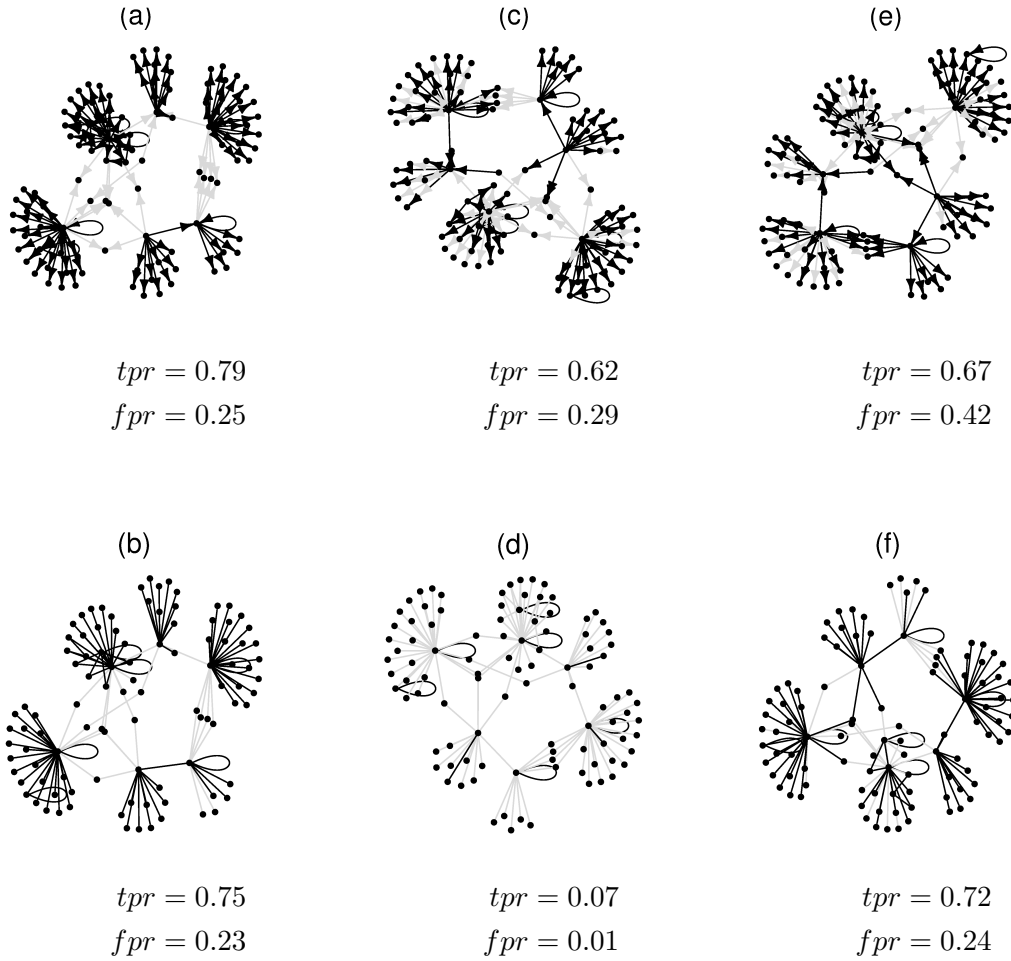 (a) (c) (e)
tpr = 0.79 tpr = 0.62 tpr = 0.67
fpr = 0.25 fpr = 0.29 fpr = 0.42
(b) (d) (f)
tpr = 0.75 tpr = 0.07 tpr = 0.72
fpr = 0.23 fpr = 0.01 fpr = 0.24